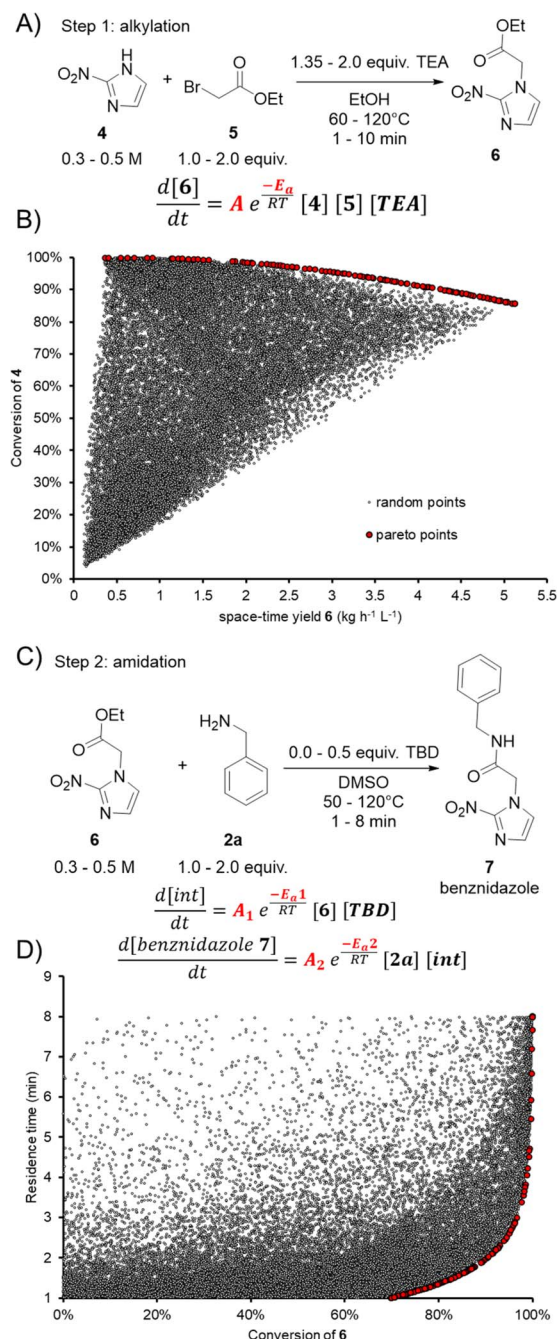 A)
Step 1: alkylation
H
N
NO₂
N
4
0.3 - 0.5 M
+
Br
O
O
Et
5
1.0 - 2.0 equiv.
1.35 - 2.0 equiv. TEA
EtOH
60 - 120°C
1 - 10 min
EtO
O
N
NO₂
N
6
d[6]/dt = A e^(-Eₐ/RT) [4] [5] [TEA]
B)
100%
90%
80%
70%
60%
50%
40%
30%
20%
10%
0%
Conversion of 4
random points
pareto points
0.5
1
1.5
2
2.5
3
3.5
4
4.5
5
5.5
space-time yield 6 (kg h⁻¹ L⁻¹)
C)
Step 2: amidation
OEt
O
N
NO₂
N
6
0.3 - 0.5 M
+
H₂N
2a
1.0 - 2.0 equiv.
0.0 - 0.5 equiv. TBD
DMSO
50 - 120°C
1 - 8 min
NH
O
N
NO₂
N
7
benznidazole
d[int]/dt = A₁ e^(-Eₐ1/RT) [6] [TBD]
d[benznidazole 7]/dt = A₂ e^(-Eₐ2/RT) [2a] [int]
D)
9
8
7
6
5
4
3
2
1
Residence time (min)
0%
20%
40%
60%
80%
100%
Conversion of 6